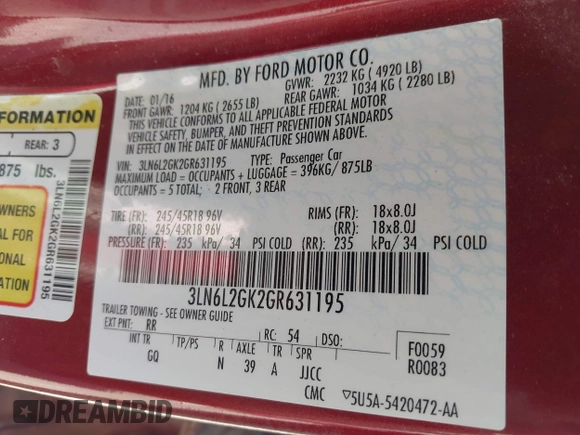 MFD. BY FORD MOTOR CO.
DATE: 01/16 GVWR: 2232 KG ( 4920 LB)
FRONT GAWR: 1204 KG ( 2655 LB) REAR GAWR: 1034 KG ( 2280 LB)
THIS VEHICLE CONFORMS TO ALL APPLICABLE FEDERAL MOTOR
VEHICLE SAFETY, BUMPER, AND THEFT PREVENTION STANDARDS
IN EFFECT ON THE DATE OF MANUFACTURE SHOWN ABOVE.
VIN: 3LN6L2GK2GR631195 TYPE: Passenger Car
MAXIMUM LOAD = OCCUPANTS + LUGGAGE = 396KG/ 875LB
OCCUPANTS = 5 TOTAL; 2 FRONT, 3 REAR
TIRE (FR): 245/45R18 96V RIMS (FR): 18x8.0J
(RR): 245/45R18 96V (RR): 18x8.0J
PRESSURE (FR): 235 kPa/ 34 PSI COLD (RR): 235 kPa/ 34 PSI COLD
3LN6L2GK2GR631195
TRAILER TOWING - SEE OWNER GUIDE
EXT PNT: RR RC: 54 DSO: F0059
INT TR TP/PS R AXLE TR SPR R0083
GQ N 39 A JJCC
CMC ▽5U5A-5420472-AA
FORMATION
REAR: 3
875 lbs.
WNERS
AL FOR
TIONAL
3LN6L2GK2GR631195
DREAMBID